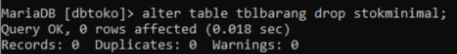 MariaDB [dbtoko]> alter table tblbarang drop stokminimal;
Query OK, 0 rows affected (0.018 sec)
Records: 0  Duplicates: 0  Warnings: 0